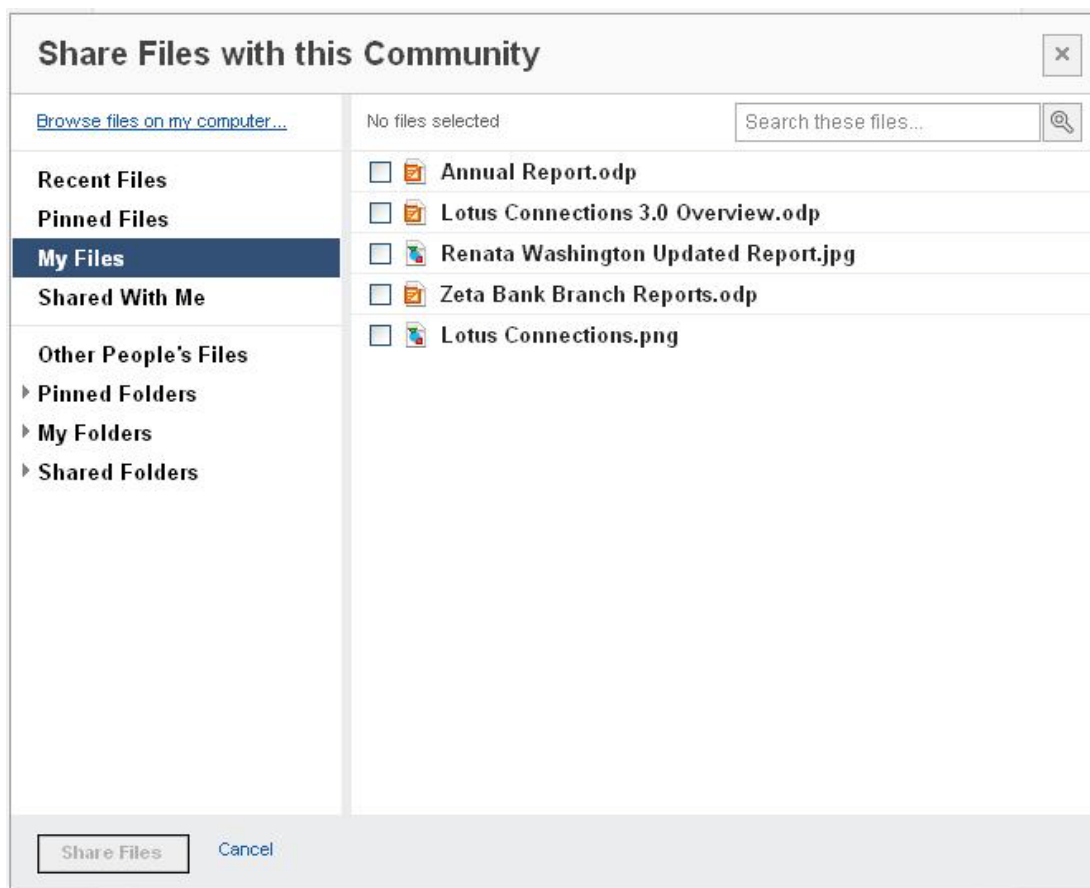 Share Files with this Community
Browse files on my computer...
No files selected
Search these files...
Recent Files
Pinned Files
My Files
Shared With Me
Other People's Files
Pinned Folders
My Folders
Shared Folders
Annual Report.odp
Lotus Connections 3.0 Overview.odp
Renata Washington Updated Report.jpg
Zeta Bank Branch Reports.odp
Lotus Connections.png
Share Files
Cancel